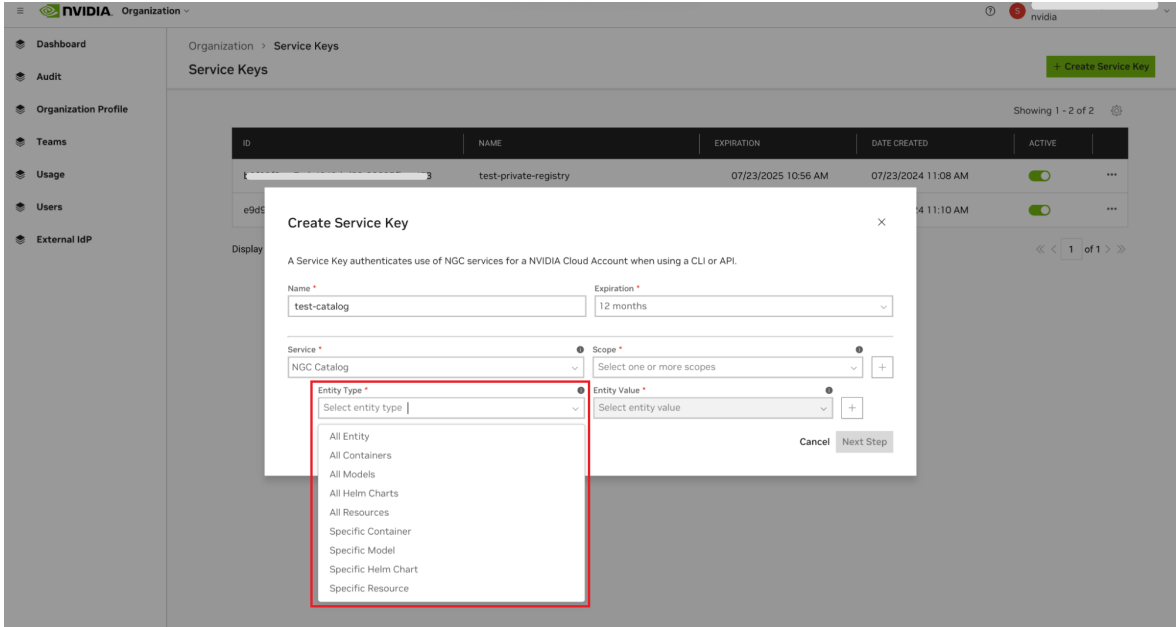 NVIDIA. Organization
S
nvidia
Dashboard
Audit
Organization Profile
Teams
Usage
Users
External IdP
Organization > Service Keys
Service Keys
+ Create Service Key
Showing 1 - 2 of 2
ID NAME EXPIRATION DATE CREATED ACTIVE
test-private-registry 07/23/2025 10:56 AM 07/23/2024 11:08 AM
e9d9 24 11:10 AM
Display
1 of 1
Create Service Key
A Service Key authenticates use of NGC services for a NVIDIA Cloud Account when using a CLI or API.
Name * Expiration *
test-catalog 12 months
Service * Scope *
NGC Catalog Select one or more scopes
Entity Type * Entity Value *
Select entity type Select entity value
All Entity
All Containers
All Models
All Helm Charts
All Resources
Specific Container
Specific Model
Specific Helm Chart
Specific Resource
Cancel Next Step